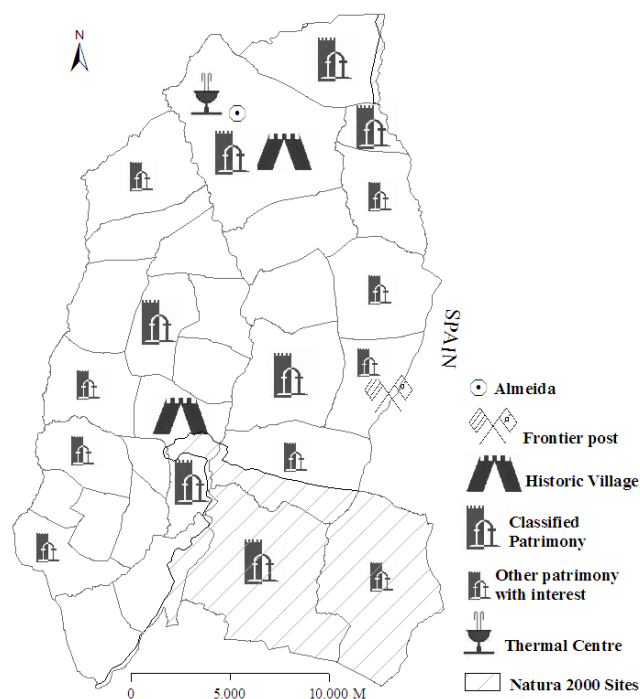 N
SPAIN
Almeida
Frontier post
Historic Village
Classified
Patrimony
Other patrimony
with interest
Thermal Centre
Natura 2000 Sites
0 5.000 10.000 M